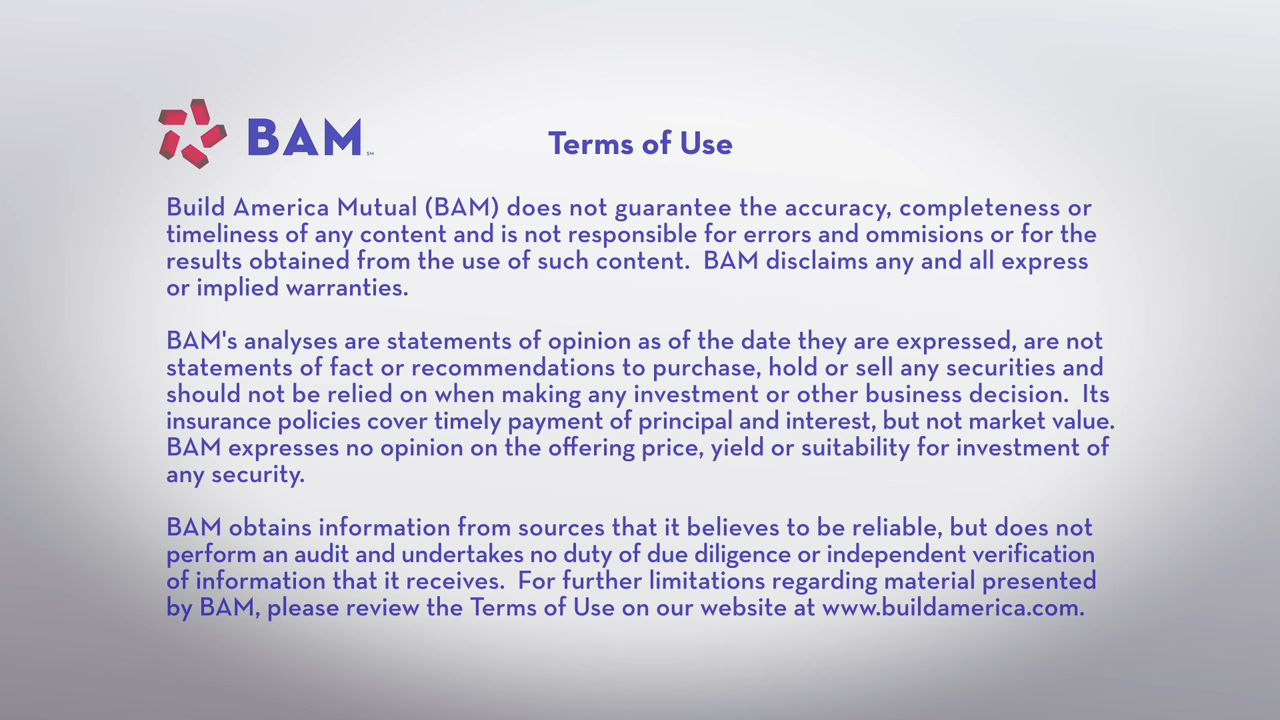 BAM SM
Terms of Use
Build America Mutual (BAM) does not guarantee the accuracy, completeness or
timeliness of any content and is not responsible for errors and ommisions or for the
results obtained from the use of such content.  BAM disclaims any and all express
or implied warranties.
BAM's analyses are statements of opinion as of the date they are expressed, are not
statements of fact or recommendations to purchase, hold or sell any securities and
should not be relied on when making any investment or other business decision.  Its
insurance policies cover timely payment of principal and interest, but not market value.
BAM expresses no opinion on the offering price, yield or suitability for investment of
any security.
BAM obtains information from sources that it believes to be reliable, but does not
perform an audit and undertakes no duty of due diligence or independent verification
of information that it receives.  For further limitations regarding material presented
by BAM, please review the Terms of Use on our website at www.buildamerica.com.